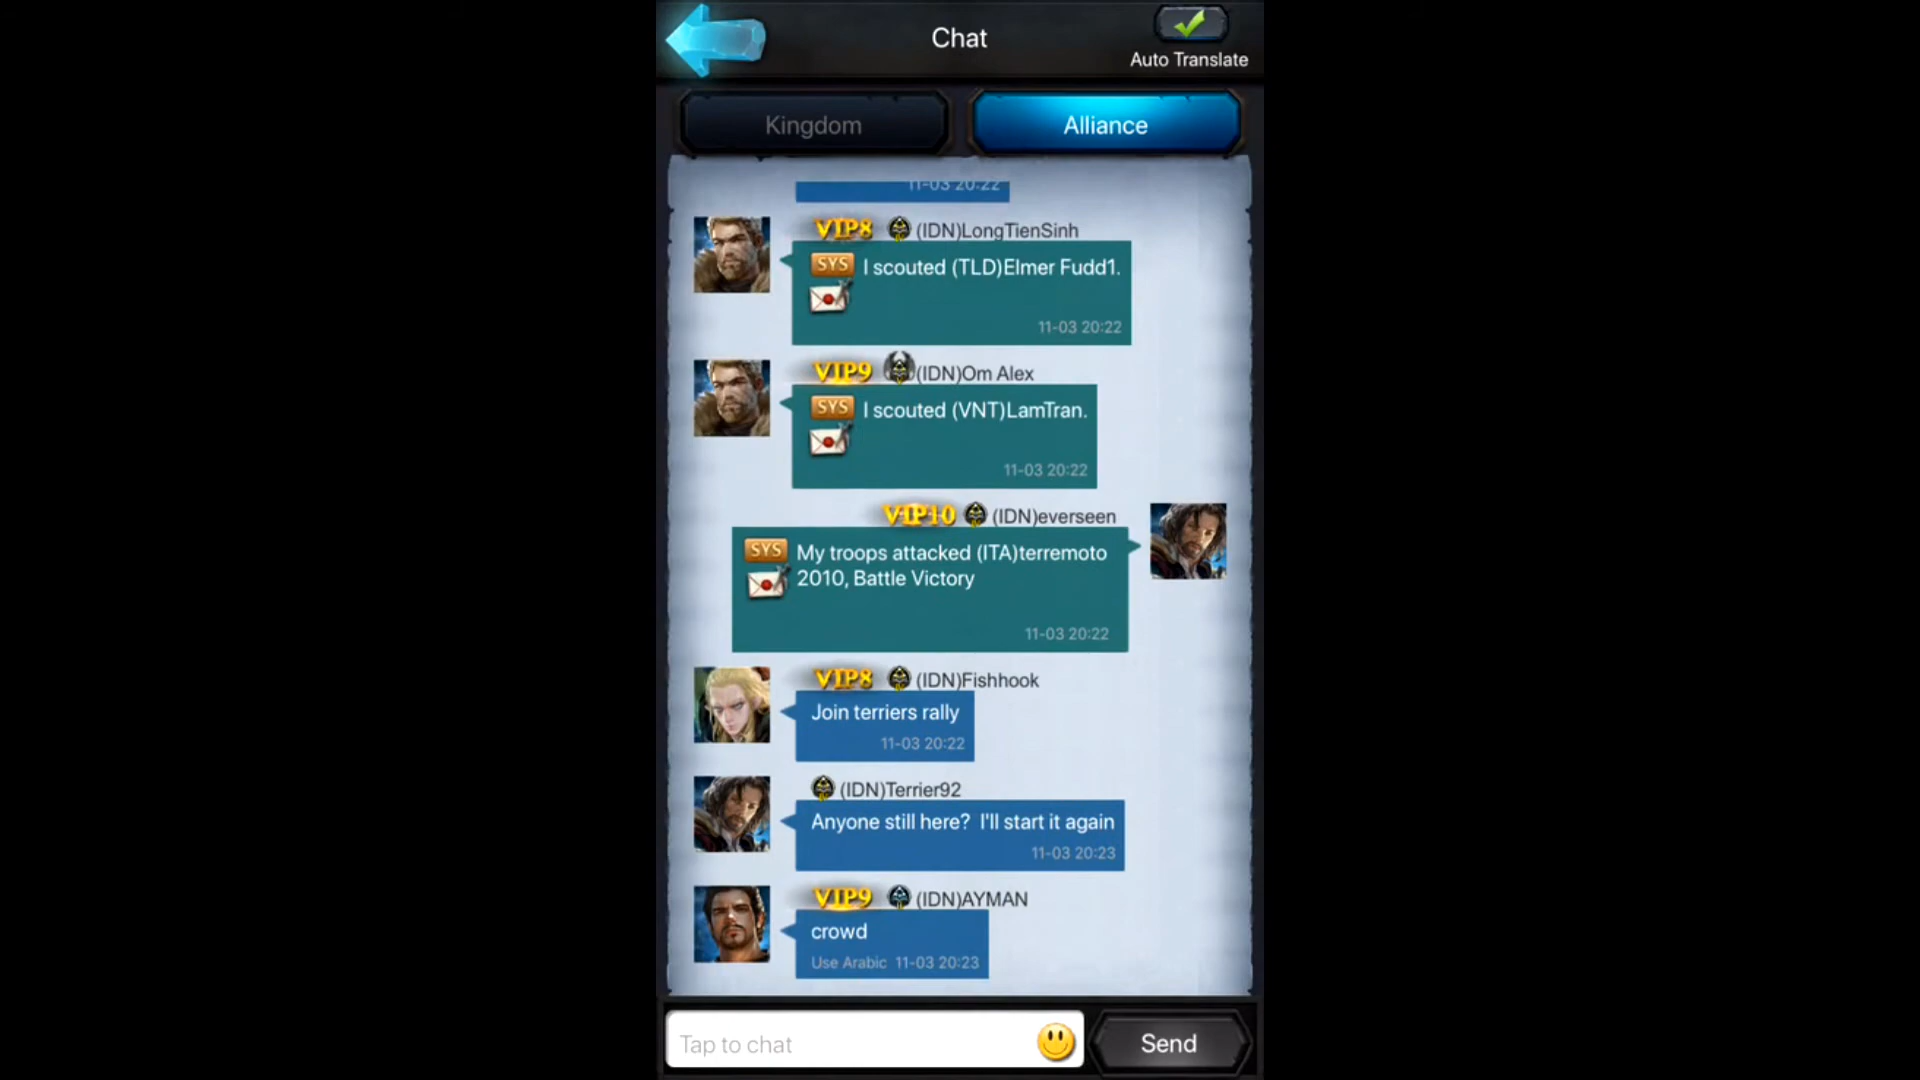 Chat
Auto Translate
Kingdom
Alliance
11-03 20:22
VIP8 (IDN)LongTienSinh
SYS I scouted (TLD)Elmer Fudd1.
11-03 20:22
VIP9 (IDN)Om Alex
SYS I scouted (VNT)LamTran.
11-03 20:22
VIP10 (IDN)everseen
SYS My troops attacked (ITA)terremoto
2010, Battle Victory
11-03 20:22
VIP8 (IDN)Fishhook
Join terriers rally
11-03 20:22
(IDN)Terrier92
Anyone still here? I'll start it again
11-03 20:23
VIP9 (IDN)AYMAN
crowd
Use Arabic 11-03 20:23
Tap to chat
Send